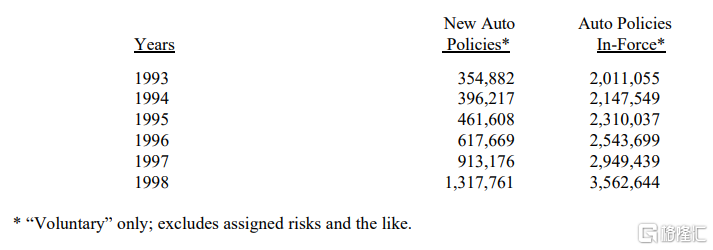 New Auto Auto Policies
Years Policies* In-Force*
1993 354,882 2,011,055
1994 396,217 2,147,549
1995 461,608 2,310,037
1996 617,669 2,543,699
1997 913,176 2,949,439
1998 1,317,761 3,562,644
* “Voluntary” only; excludes assigned risks and the like.
格隆汇